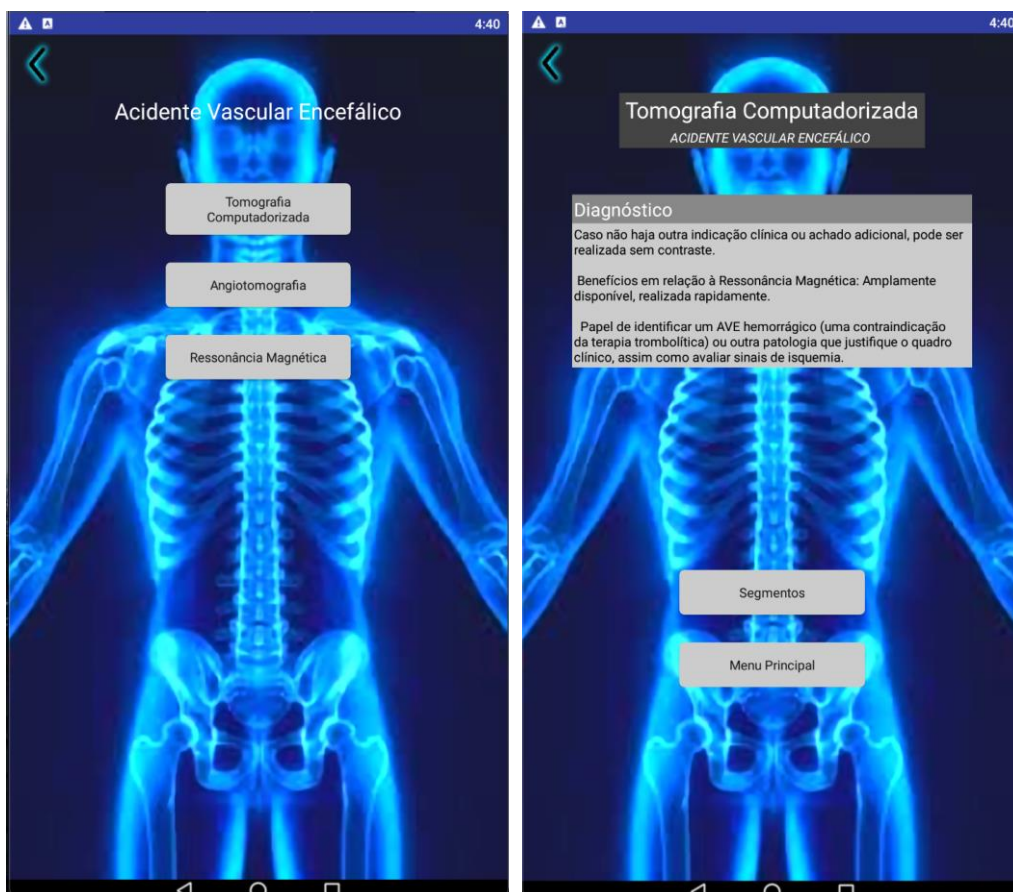 4:40
Acidente Vascular Encefálico
Tomografia
Computadorizada
Angiotomografia
Ressonância Magnética
4:40
Tomografia Computadorizada
ACIDENTE VASCULAR ENCEFÁLICO
Diagnóstico
Caso não haja outra indicação clínica ou achado adicional, pode ser
realizada sem contraste.
Benefícios em relação à Ressonância Magnética: Amplamente
disponível, realizada rapidamente.
Papel de identificar um AVE hemorrágico (uma contraindicação
da terapia trombolítica) ou outra patologia que justifique o quadro
clínico, assim como avaliar sinais de isquemia.
Segmentos
Menu Principal